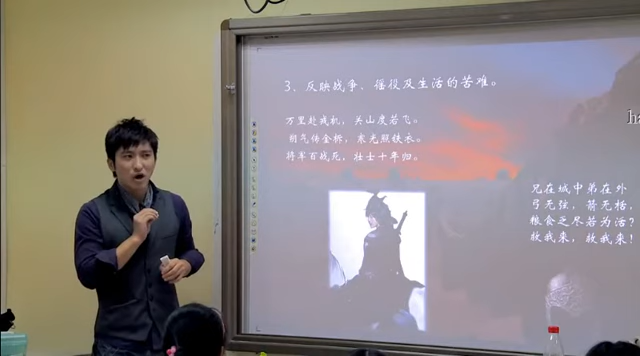 3、反映战争、徭役及生活的苦难。
万里赴戎机，关山度若飞。
朔气传金柝，寒光照铁衣。
将军百战死，壮士十年归。
兄在城中弟在外
弓无弦，箭无栝，
粮食乏尽若为活？
救我来，救我来！